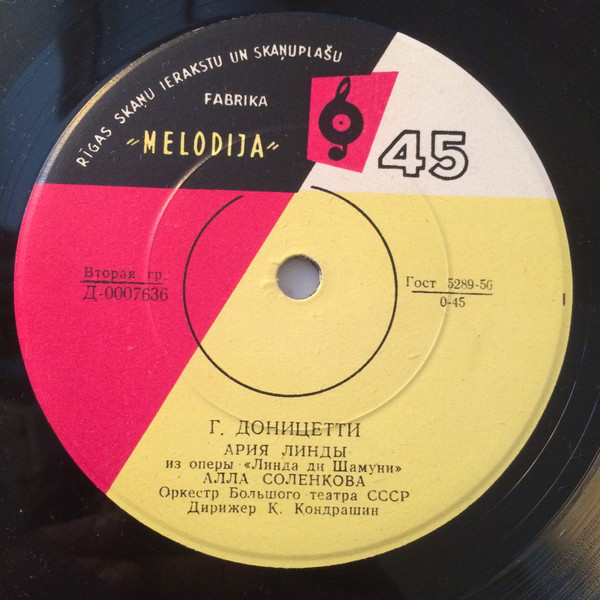 RĪGAS SKAŅU IERAKSTU UN SKAŅUPLAŠU
FABRIKA
"MELODIJA"
45
Вторая гр.
Д-0007636
Гост 5289-56
0-45
Г. ДОНИЦЕТТИ
АРИЯ ЛИНДЫ
из оперы «Линда ди Шамуни»
АЛЛА СОЛЕНКОВА
Оркестр Большого театра СССР
Дирижер К. Кондрашин